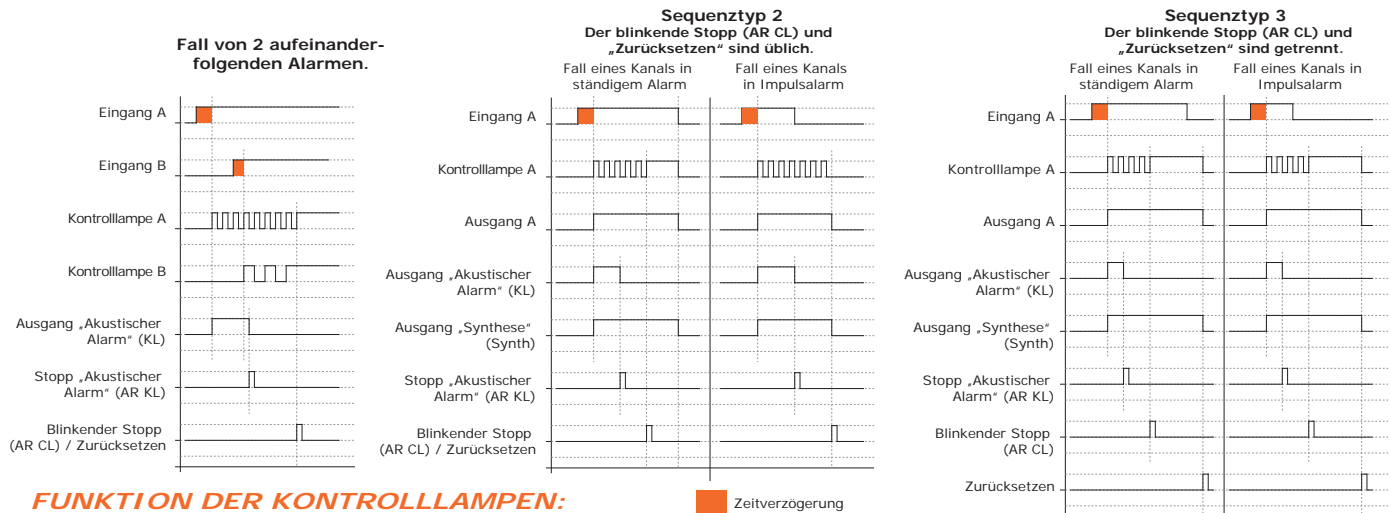 Fall von 2 aufeinander-
folgenden Alarmen.
Eingang A
Eingang B
Kontrolllampe A
Kontrolllampe B
Ausgang „Akustischer
Alarm“ (KL)
Stopp „Akustischer
Alarm“ (AR KL)
Blinkender Stopp
(AR CL) / Zurücksetzen
Sequenztyp 2
Der blinkende Stopp (AR CL) und
„Zurücksetzen“ sind üblich.
Fall eines Kanals in
ständigem Alarm
Fall eines Kanals
in Impulsalarm
Eingang A
Kontrolllampe A
Ausgang A
Ausgang „Akustischer
Alarm“ (KL)
Ausgang „Synthese“
(Synth)
Stopp „Akustischer
Alarm“ (AR KL)
Blinkender Stopp
(AR CL) / Zurücksetzen
Sequenztyp 3
Der blinkende Stopp (AR CL) und
„Zurücksetzen“ sind getrennt.
Fall eines Kanals in
ständigem Alarm
Fall eines Kanals in
Impulsalarm
Eingang A
Kontrolllampe A
Ausgang A
Ausgang „Akustischer
Alarm“ (KL)
Ausgang „Synthese“
(Synth)
Stopp „Akustischer
Alarm“ (AR KL)
Blinkender Stopp
(AR CL)
Zurücksetzen
FUNKTION DER KONTROLLLAMPEN:
Zeitverzögerung